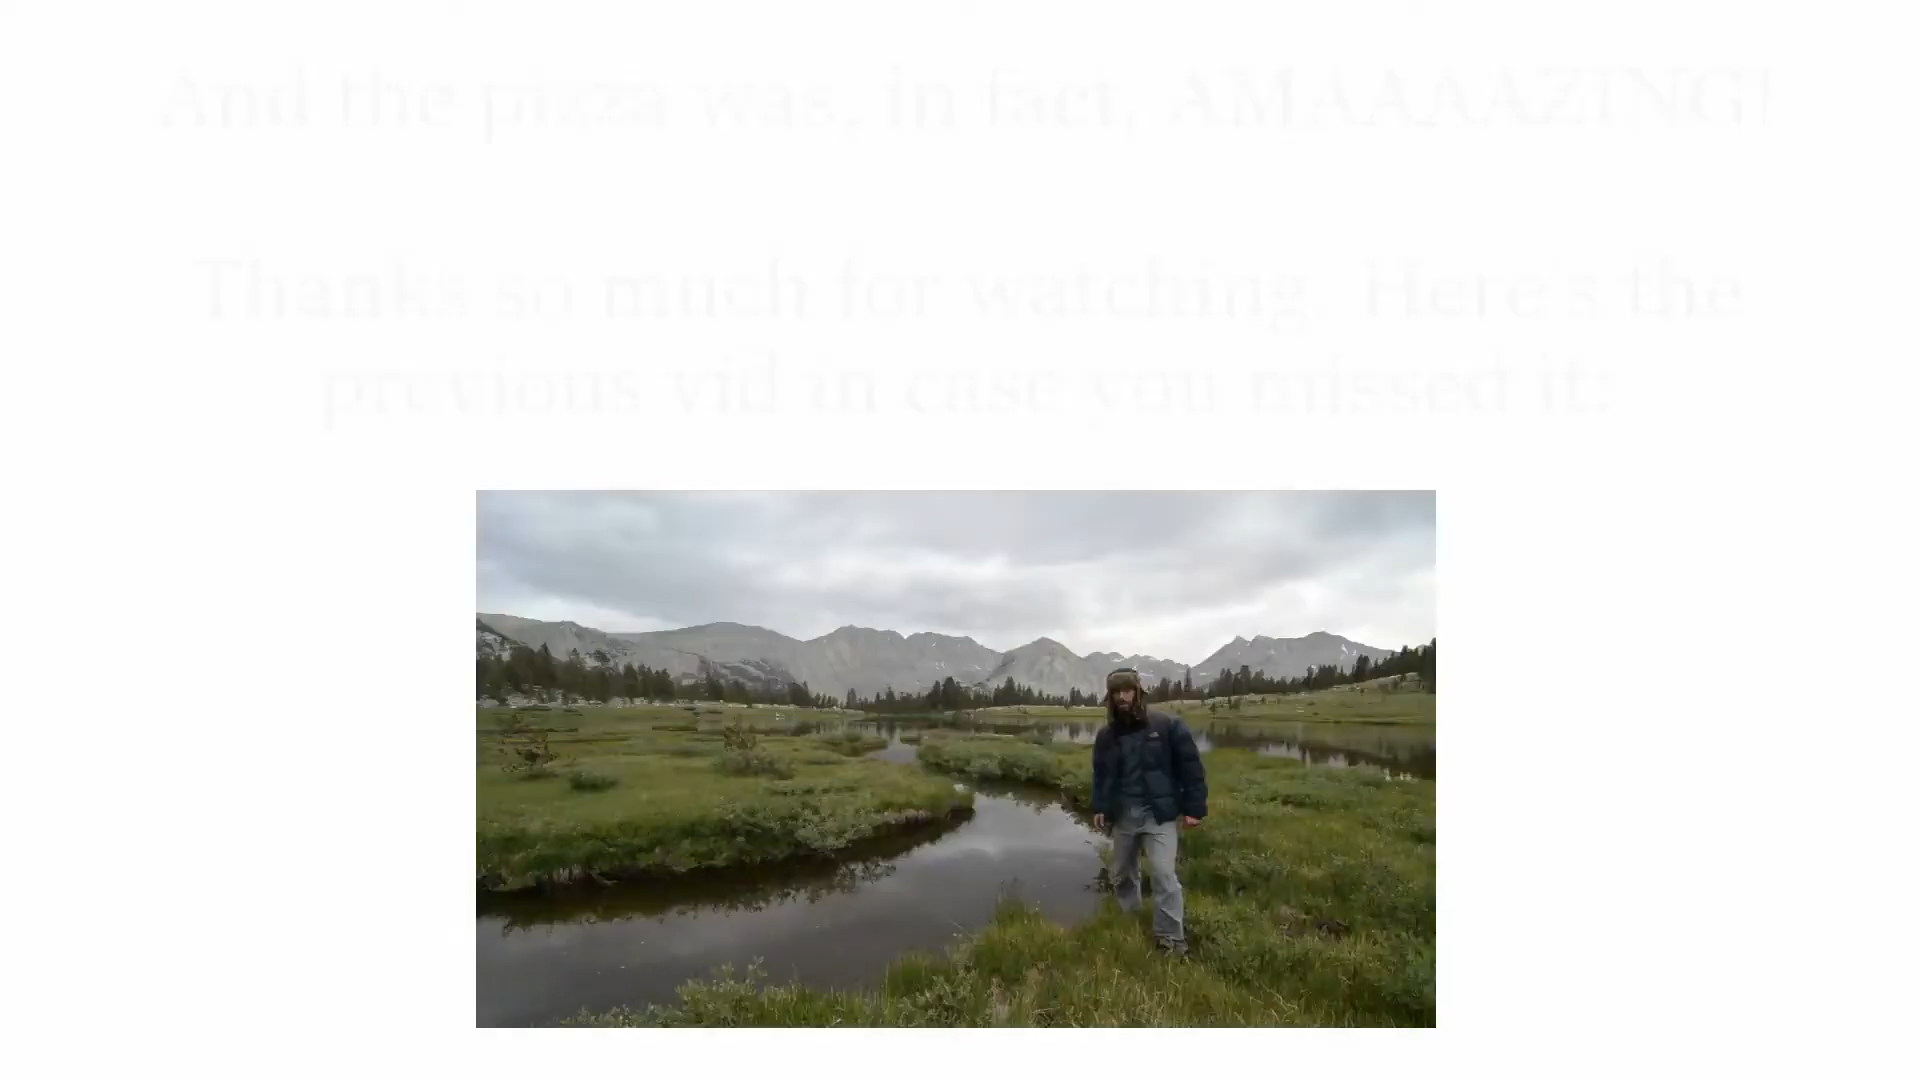 And the pizza was, in fact, AMAAAAZING!
Thanks so much for watching. Here's the
previous vid in case you missed it: